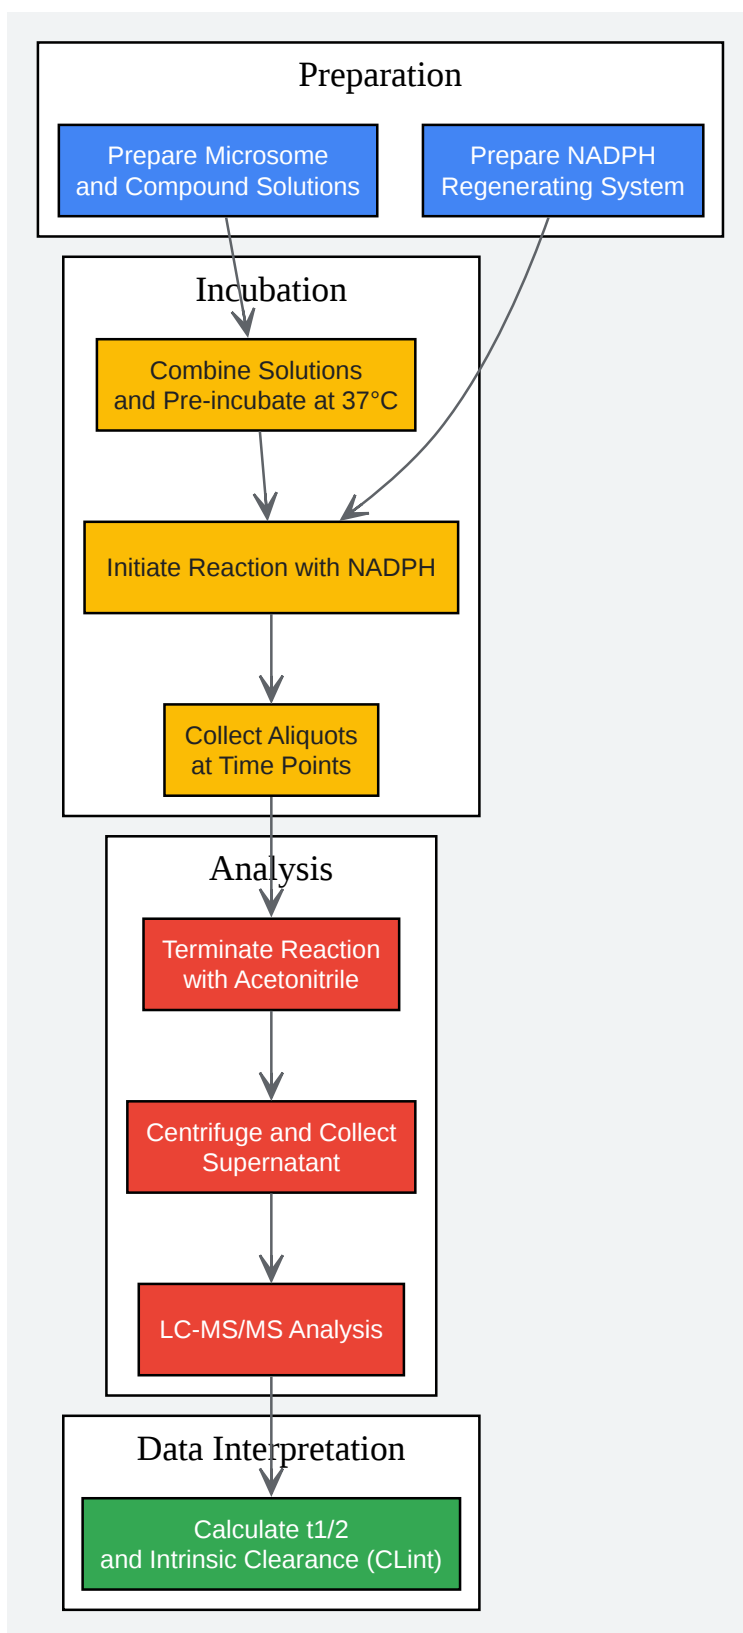 Preparation
Prepare Microsome
and Compound Solutions
Prepare NADPH
Regenerating System
Incubation
Combine Solutions
and Pre-incubate at 37°C
Initiate Reaction with NADPH
Collect Aliquots
at Time Points
Analysis
Terminate Reaction
with Acetonitrile
Centrifuge and Collect
Supernatant
LC-MS/MS Analysis
Data Interpretation
Calculate t1/2
and Intrinsic Clearance (CLint)